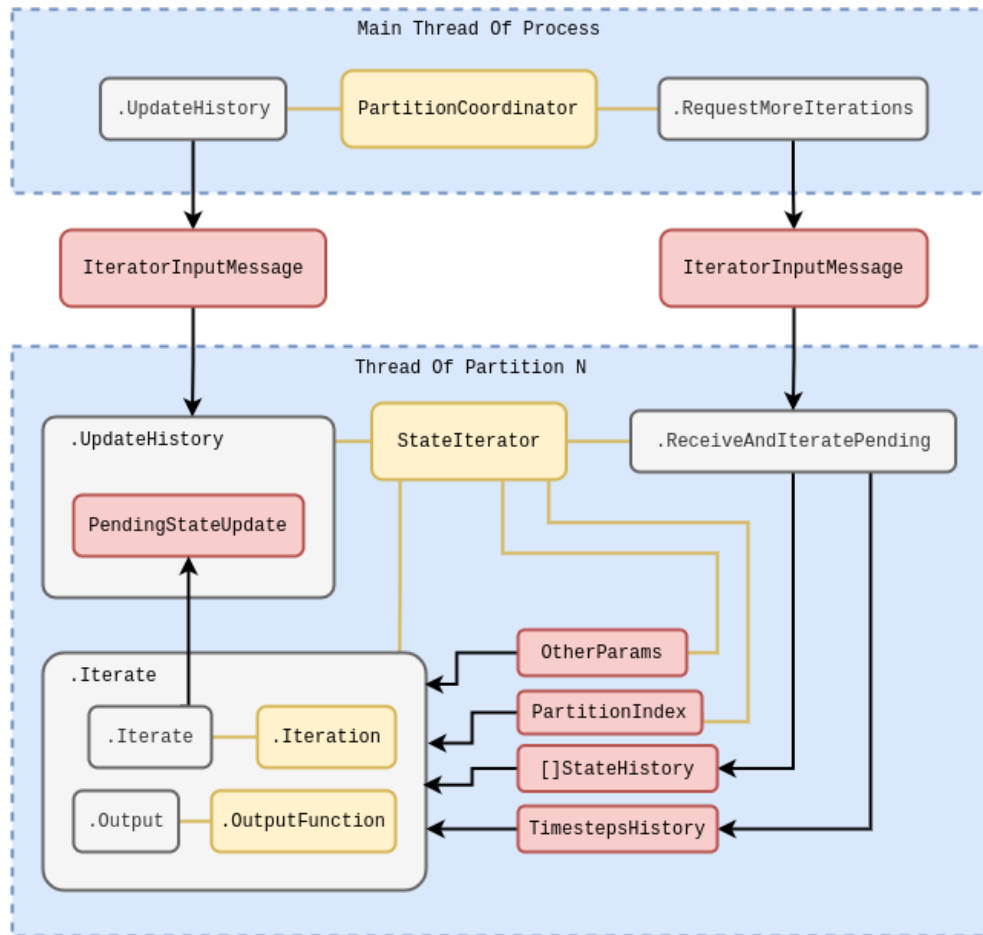 Main Thread Of Process
.UpdateHistory
PartitionCoordinator
.RequestMoreIterations
IteratorInputMessage
IteratorInputMessage
Thread Of Partition N
.UpdateHistory
StateIterator
.ReceiveAndIteratePending
PendingStateUpdate
OtherParams
.Iterate
PartitionIndex
.Iterate
.Iteration
[]StateHistory
.Output
.OutputFunction
TimestepsHistory